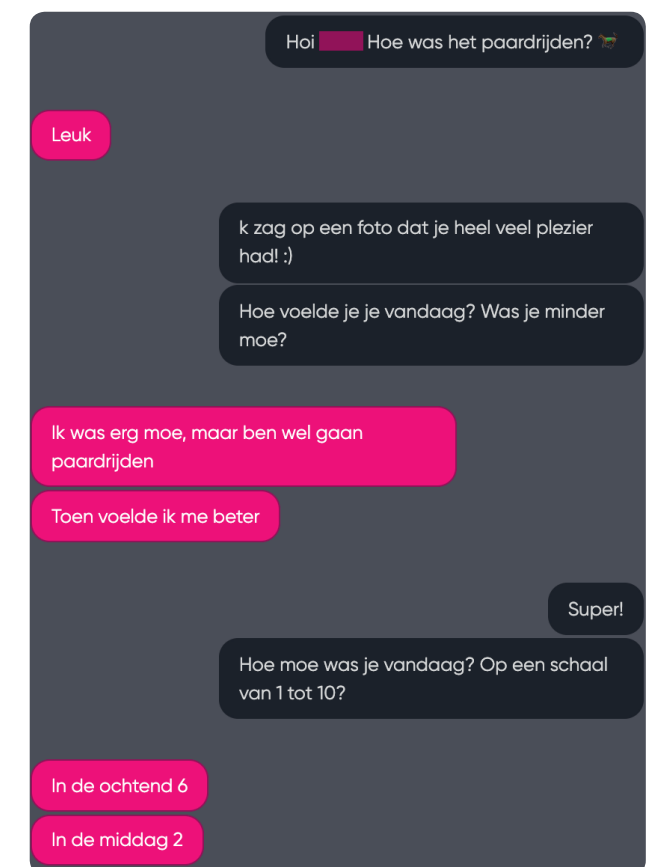 Hoi Hoe was het paardrijden?
Leuk
k zag op een foto dat je heel veel plezier
had! :)
Hoe voelde je je vandaag? Was je minder
moe?
Ik was erg moe, maar ben wel gaan
paardrijden
Toen voelde ik me beter
Super!
Hoe moe was je vandaag? Op een schaal
van 1 tot 10?
In de ochtend 6
In de middag 2